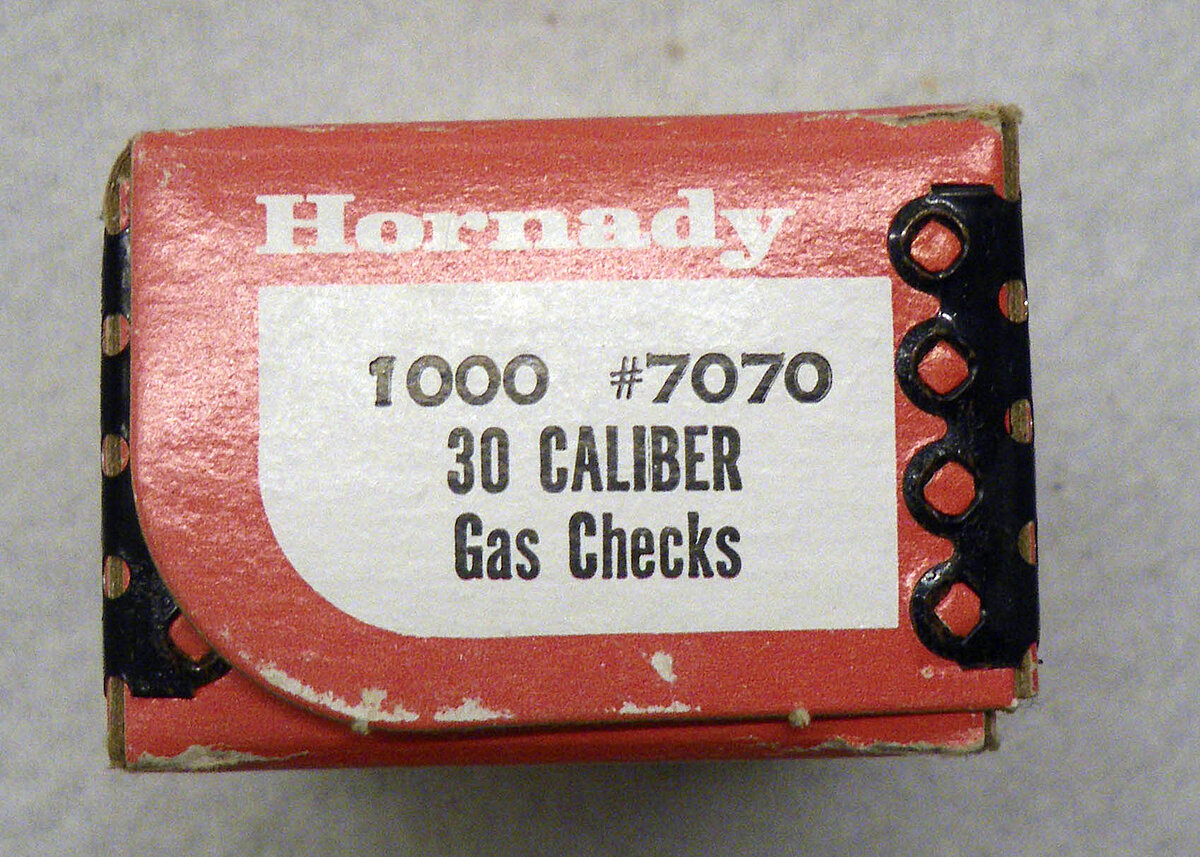 Hornady
1000 #7070
30 CALIBER
Gas Checks